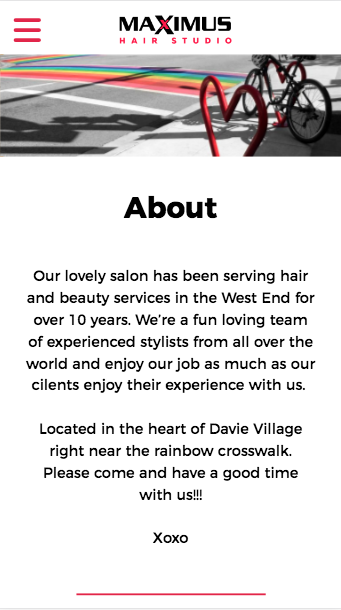 MAXIMUS
HAIR STUDIO
About
Our lovely salon has been serving hair
and beauty services in the West End for
over 10 years. We’re a fun loving team
of experienced stylists from all over the
world and enjoy our job as much as our
cilents enjoy their experience with us.
Located in the heart of Davie Village
right near the rainbow crosswalk.
Please come and have a good time
with us!!!
Xoxo